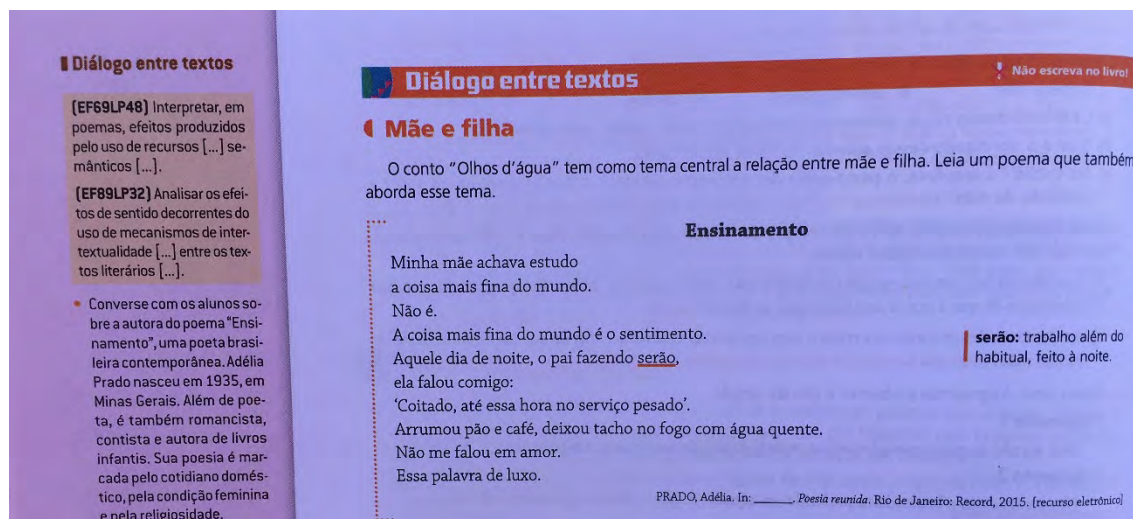 Diálogo entre textos
(EF69LP48) Interpretar, em
poemas, efeitos produzidos
pelo uso de recursos [...] se-
mânticos [...].
(EF89LP32) Analisar os efei-
tos de sentido decorrentes do
uso de mecanismos de inter-
textualidade [...] entre os tex-
tos literários [...].
• Converse com os alunos so-
bre a autora do poema "Ensi-
namento", uma poeta brasi-
leira contemporânea. Adélia
Prado nasceu em 1935, em
Minas Gerais. Além de poe-
ta, é também romancista,
contista e autora de livros
infantis. Sua poesia é mar-
cada pelo cotidiano domés-
tico, pela condição feminina
e pela religiosidade.
Diálogo entre textos
Não escreva no livro!
Mãe e filha
O conto "Olhos d'água" tem como tema central a relação entre mãe e filha. Leia um poema que também
aborda esse tema.
Ensinamento
Minha mãe achava estudo
a coisa mais fina do mundo.
Não é.
A coisa mais fina do mundo é o sentimento.
Aquele dia de noite, o pai fazendo serão,
ela falou comigo:
'Coitado, até essa hora no serviço pesado'.
Arrumou pão e café, deixou tacho no fogo com água quente.
Não me falou em amor.
Essa palavra de luxo.
serão: trabalho além do
habitual, feito à noite.
PRADO, Adélia. In: ______. Poesia reunida. Rio de Janeiro: Record, 2015. [recurso eletrônico]